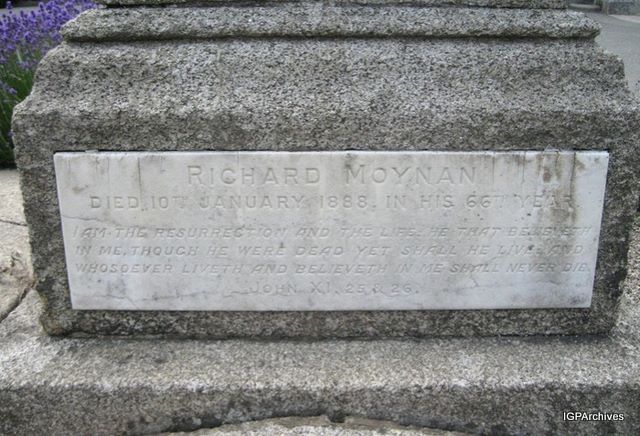 RICHARD MOYNAN
DIED 10TH JANUARY 1888, IN HIS 66TH YEAR
I AM THE RESURRECTION AND THE LIFE, HE THAT BELIEVETH
IN ME, THOUGH HE WERE DEAD YET SHALL HE LIVE AND
WHOSOEVER LIVETH AND BELIEVETH IN ME SHALL NEVER DIE
JOHN XI. 25 & 26.
IGPArchives